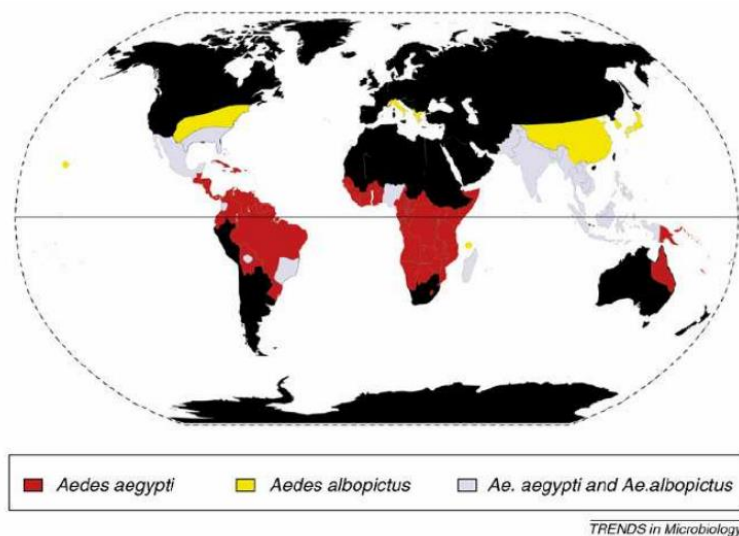 Aedes aegypti
Aedes albopictus
Ae. aegypti and Ae.albopictus
TRENDS in Microbiology